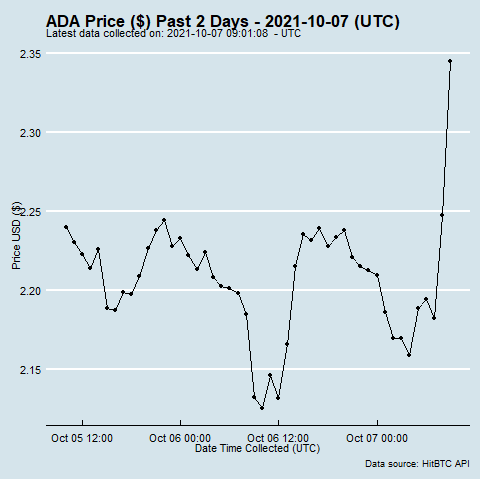 ADA Price ($) Past 2 Days - 2021-10-07 (UTC)
Latest data collected on: 2021-10-07 09:01:08  - UTC
2.35
2.30
2.25
2.20
2.15
Price USD ($)
Oct 05 12:00
Oct 06 00:00
Oct 06 12:00
Oct 07 00:00
Date Time Collected (UTC)
Data source: HitBTC API